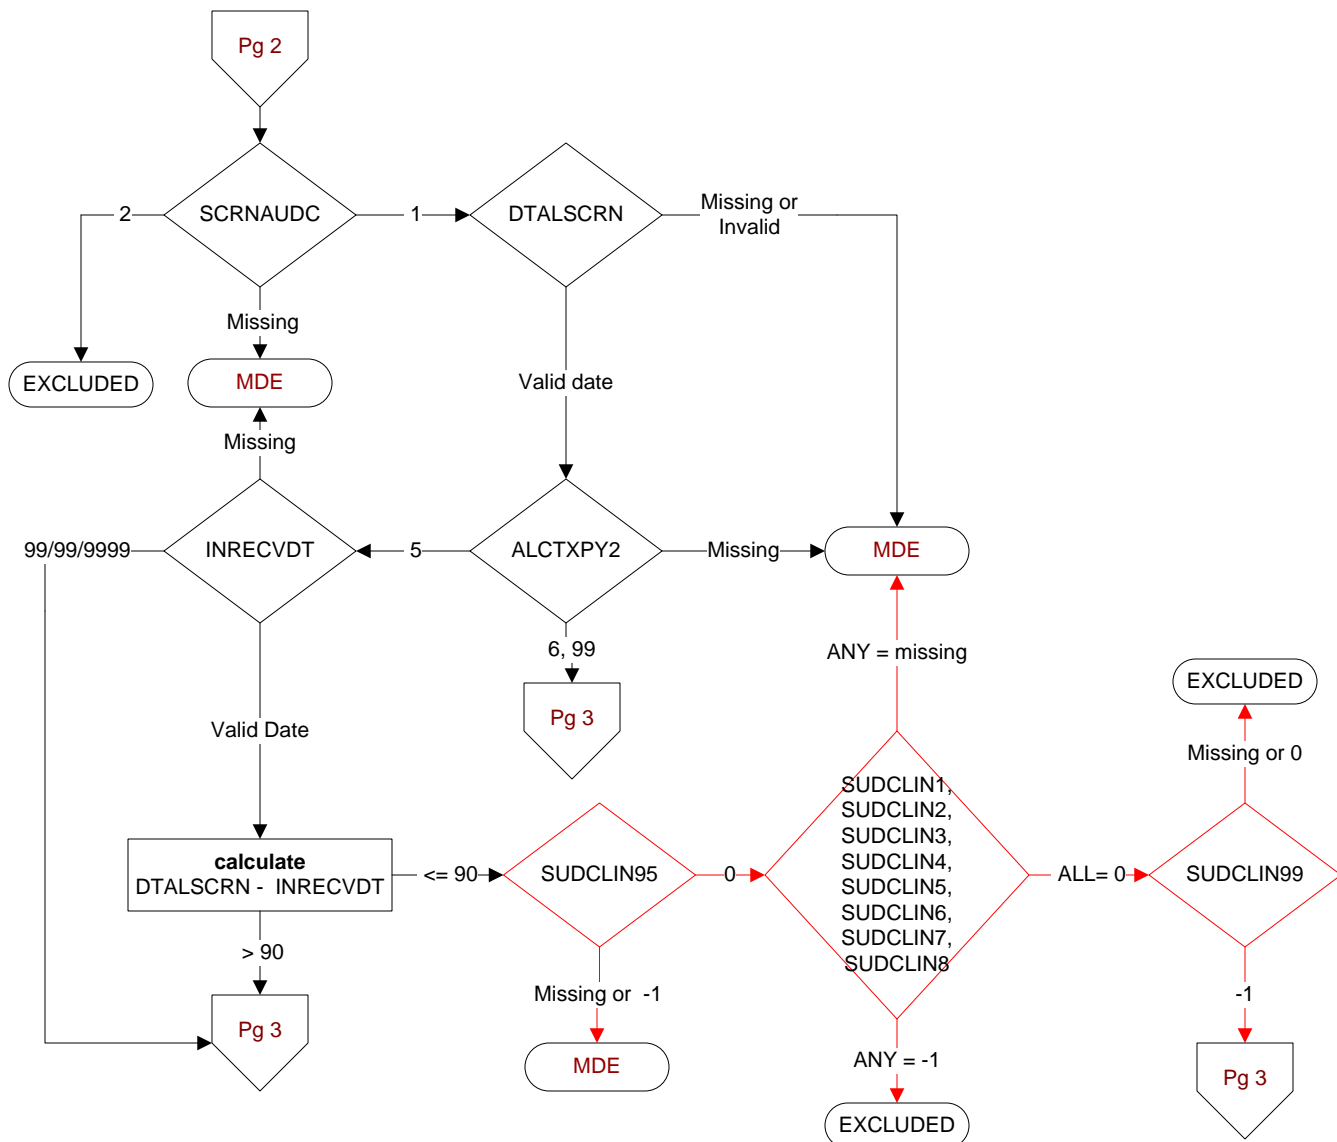 Pg 2
SCRNAUDC
DTALSCRN
2
1
Missing or
Invalid
Missing
EXCLUDED
MDE
Valid date
Missing
99/99/9999
INRECVDT
5
ALCTXPY2
Missing
MDE
6, 99
ANY = missing
EXCLUDED
Pg 3
Valid Date
Missing or 0
SUDCLIN1,
SUDCLIN2,
SUDCLIN3,
SUDCLIN4,
SUDCLIN5,
SUDCLIN6,
SUDCLIN7,
SUDCLIN8
calculate
DTALSCRN - INRECVDT
<= 90
SUDCLIN95
0
ALL= 0
SUDCLIN99
> 90
Missing or -1
-1
Pg 3
MDE
ANY = -1
Pg 3
EXCLUDED